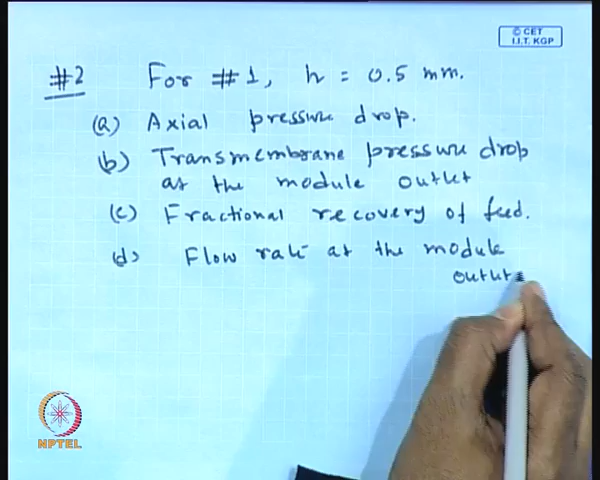 © CET
I.I.T. KGP
#2 For #1, h = 0.5 mm.
(a) Axial pressure drop.
(b) Transmembrane pressure drop
at the module outlet
(c) Fractional recovery of feed.
(d) Flow rate at the module
outlet
NPTEL